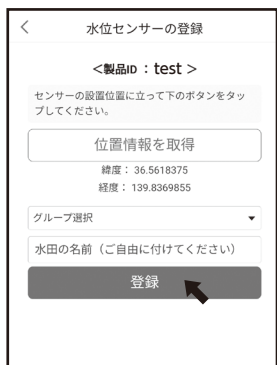 水位センサーの登録
<製品ID ：test >
センサーの設置位置に立って下のボタンをタッ
プしてください。
位置情報を取得
緯度： 36.5618375
経度： 139.8369855
グループ選択
水田の名前（ご自由に付けてください）
登録